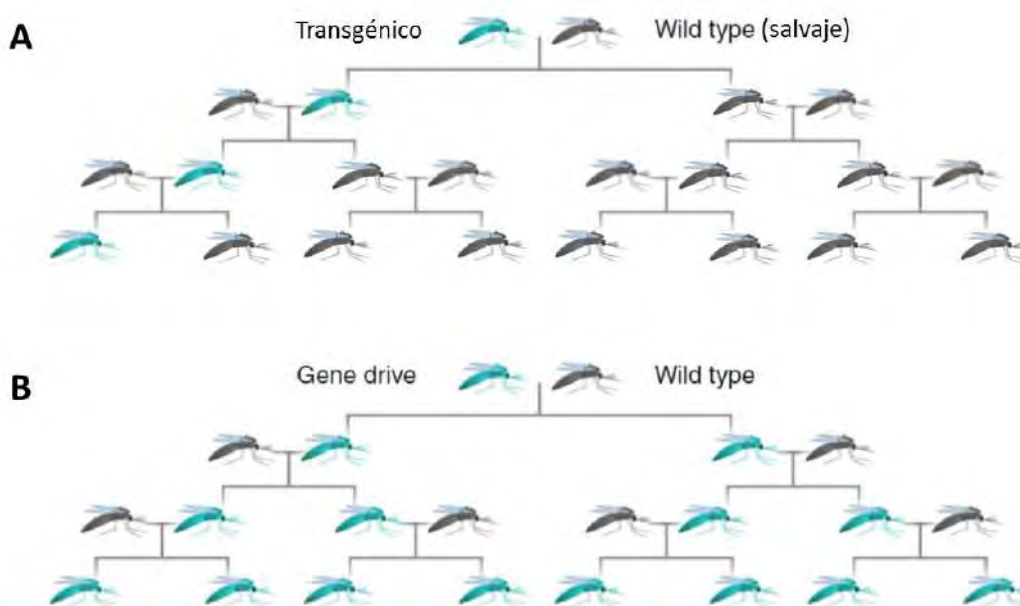 A
Transgénico
Wild type (salvaje)
B
Gene drive
Wild type